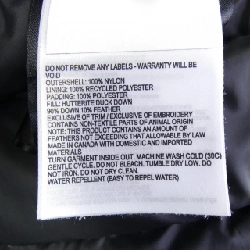 DO NOT REMOVE ANY LABELS - WARRANTY WILL BE
VOID
OUTERSHELL: 100% NYLON
LINING: 100% RECYCLED POLYESTER
PADDING: 100% POLYESTER
FILL: HUTTERITE DUCK DOWN
90% DOWN 10% FEATHER
EXCLUSIVE OF TRIM / EXCLUSIVE OF EMBROIDERY
CONTAINS NON-TEXTILE PARTS OF ANIMAL ORIGIN
NOTE: THIS PRODUCT CONTAINS AN AMOUNT OF
FEATHERS NOT EXCEEDING THAT ALLOWABLE BY LAW
MADE IN CANADA WITH DOMESTIC AND IMPORTED
MATERIALS
TURN GARMENT INSIDE OUT. MACHINE WASH COLD (30C)
GENTLE CYCLE. DO NOT BLEACH. TUMBLE DRY LOW. DO
NOT IRON. DO NOT DRY CLEAN.
WATER REPELLENT (EASY TO REPEL WATER)